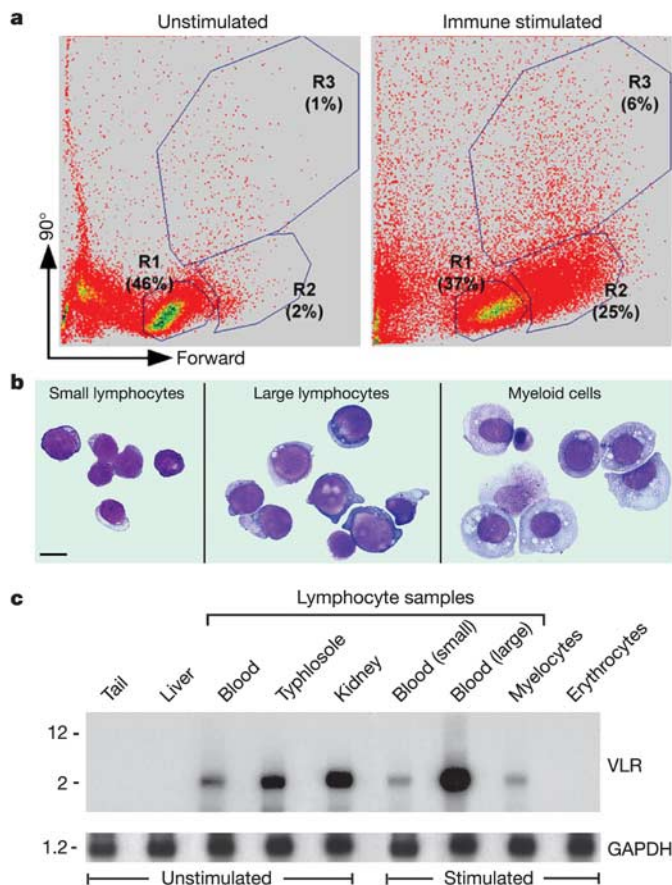 a
Unstimulated
Immune stimulated
R3
(1%)
R1
(46%)
R2
(2%)
R3
(6%)
R1
(37%)
R2
(25%)
90°
Forward
b
Small lymphocytes
Large lymphocytes
Myeloid cells
c
Lymphocyte samples
Tail
Liver
Blood
Typhlosole
Kidney
Blood (small)
Blood (large)
Myelocytes
Erythrocytes
12 -
2 -
VLR
1.2 -
GAPDH
Unstimulated
Stimulated